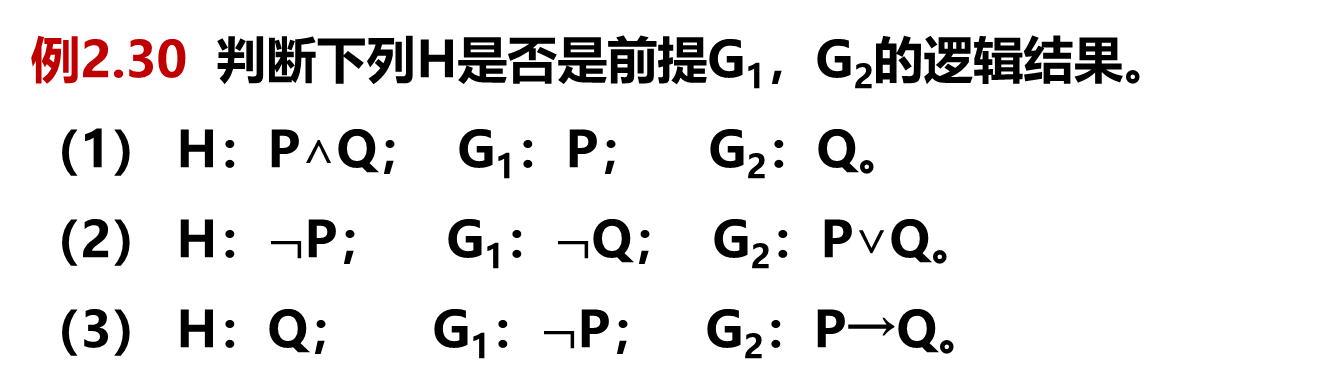 例2.30 判断下列H是否是前提G₁，G₂的逻辑结果。
（1） H：P∧Q； G₁：P； G₂：Q。
（2） H：¬P； G₁：¬Q； G₂：P∨Q。
（3） H：Q； G₁：¬P； G₂：P→Q。